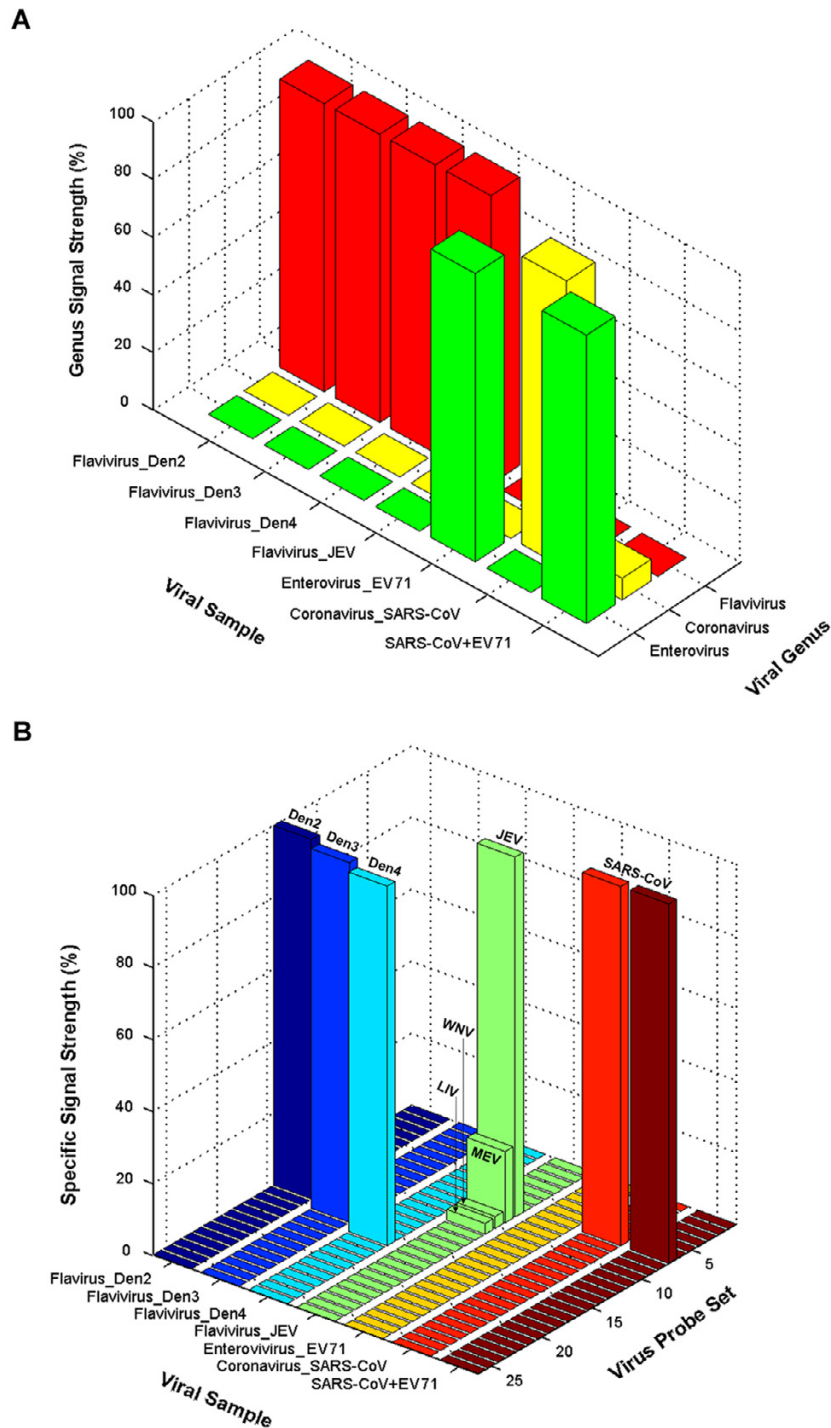 A
Genus Signal Strength (%)
100
80
60
40
20
0
Flavivirus_Den2
Flavivirus_Den3
Flavivirus_Den4
Flavivirus_JEV
Enterovirus_EV71
Coronavirus_SARS-CoV
SARS-CoV+EV71
Viral Sample
Flavivirus
Coronavirus
Enterovirus
Viral Genus
B
Specific Signal Strength (%)
100
80
60
40
20
0
Den2
Den3
Den4
JEV
SARS-CoV
WNV
LIV
MEV
Flavirus_Den2
Flavirus_Den3
Flavirus_Den4
Flavirus_JEV
Enterovirus_EV71
Coronavirus_SARS-CoV
SARS-CoV+EV71
Viral Sample
5
10
15
20
25
Virus Probe Set